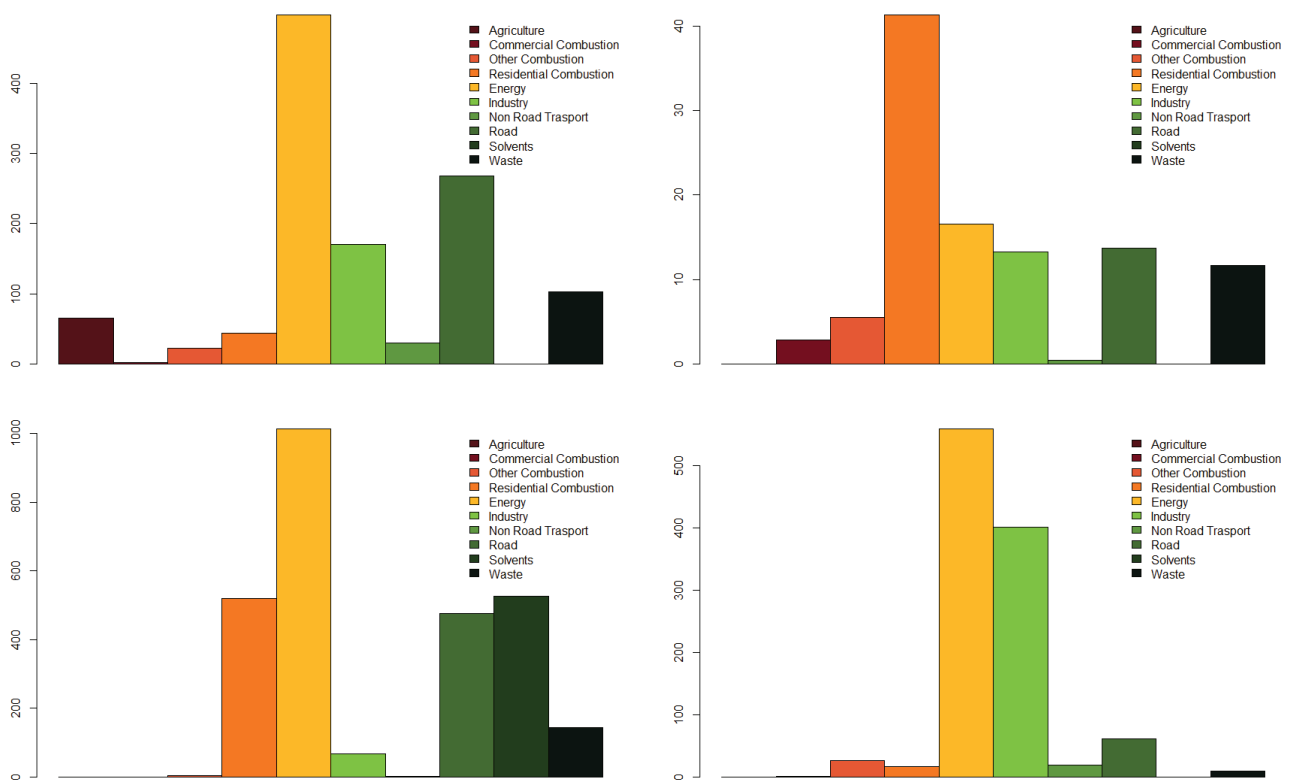 400
300
200
100
0
Agriculture
Commercial Combustion
Other Combustion
Residential Combustion
Energy
Industry
Non Road Trasport
Road
Solvents
Waste
40
30
20
10
0
Agriculture
Commercial Combustion
Other Combustion
Residential Combustion
Energy
Industry
Non Road Trasport
Road
Solvents
Waste
1000
800
600
400
200
0
Agriculture
Commercial Combustion
Other Combustion
Residential Combustion
Energy
Industry
Non Road Trasport
Road
Solvents
Waste
500
400
300
200
100
0
Agriculture
Commercial Combustion
Other Combustion
Residential Combustion
Energy
Industry
Non Road Trasport
Road
Solvents
Waste